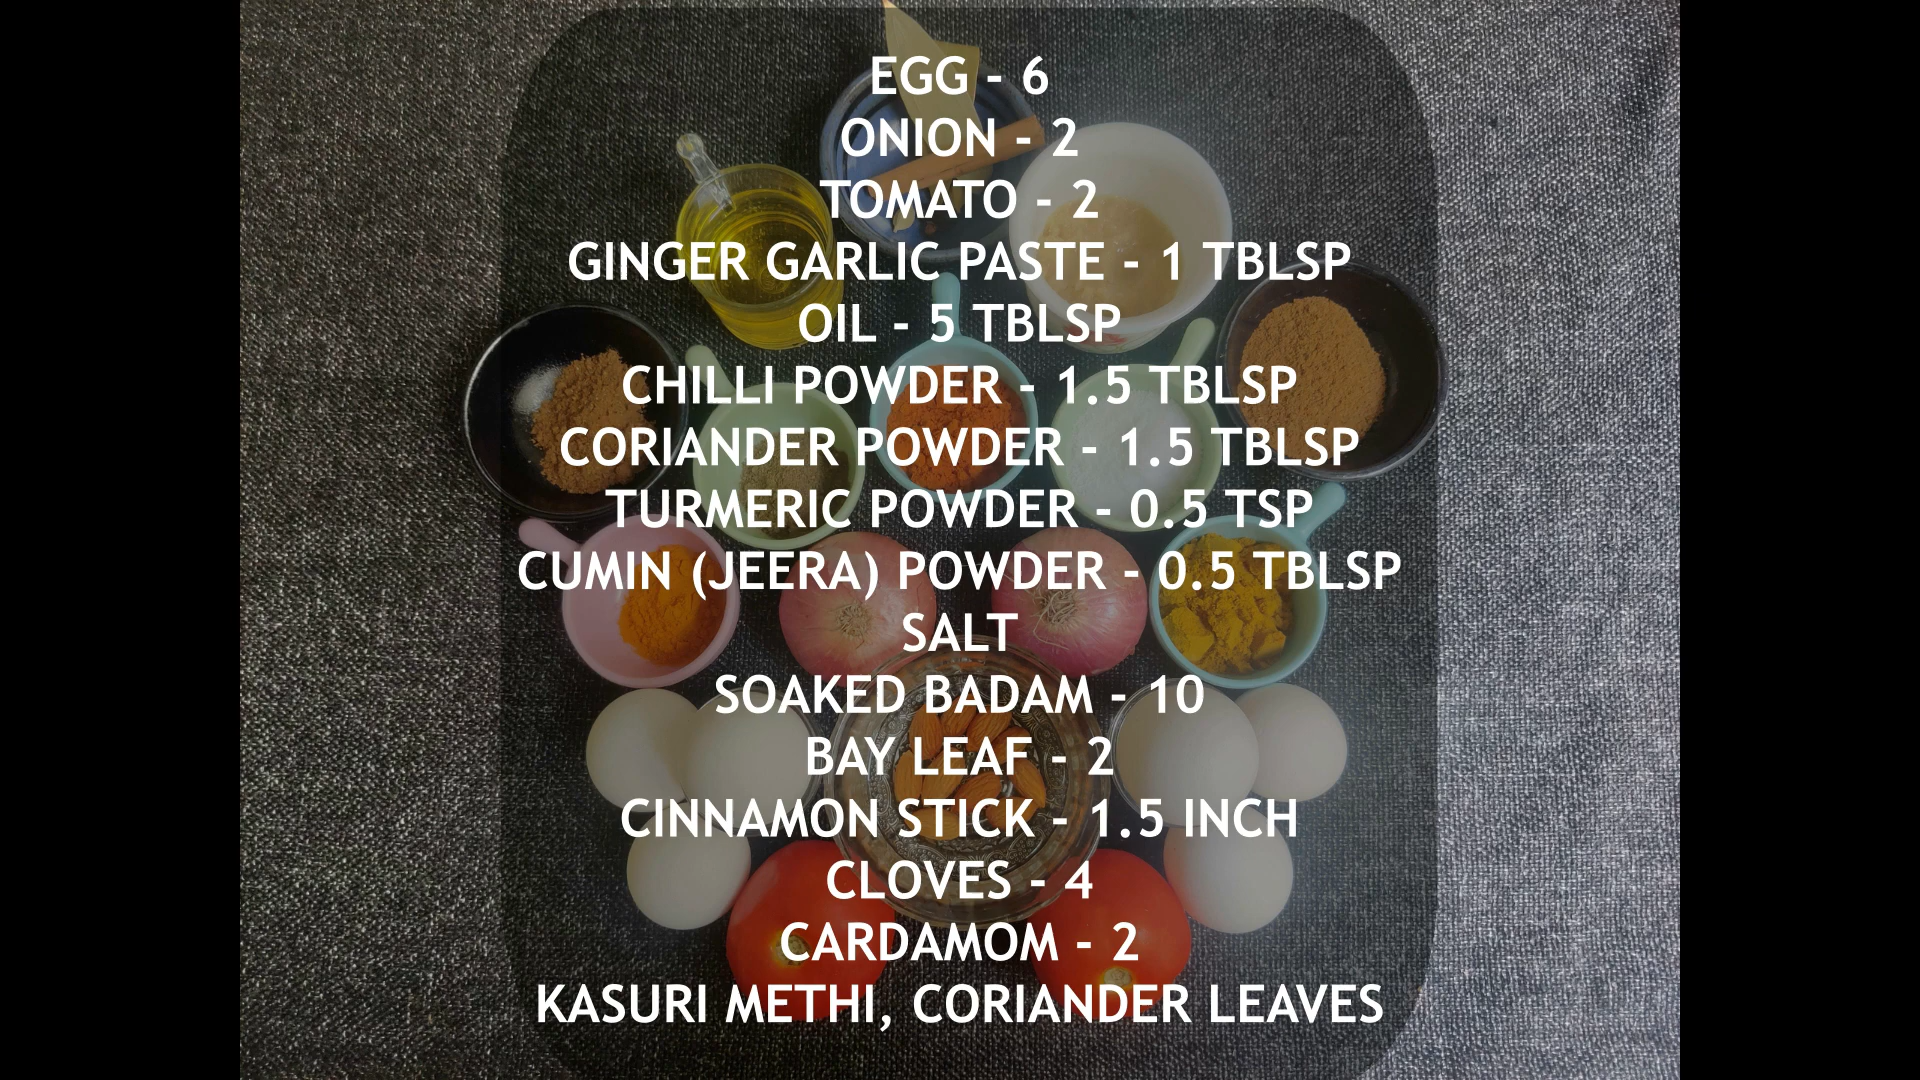 EGG - 6
ONION - 2
TOMATO - 2
GINGER GARLIC PASTE - 1 TBLSP
OIL - 5 TBLSP
CHILLI POWDER - 1.5 TBLSP
CORIANDER POWDER - 1.5 TBLSP
TURMERIC POWDER - 0.5 TSP
CUMIN (JEERA) POWDER - 0.5 TBLSP
SALT
SOAKED BADAM - 10
BAY LEAF - 2
CINNAMON STICK - 1.5 INCH
CLOVES - 4
CARDAMOM - 2
KASURI METHI, CORIANDER LEAVES